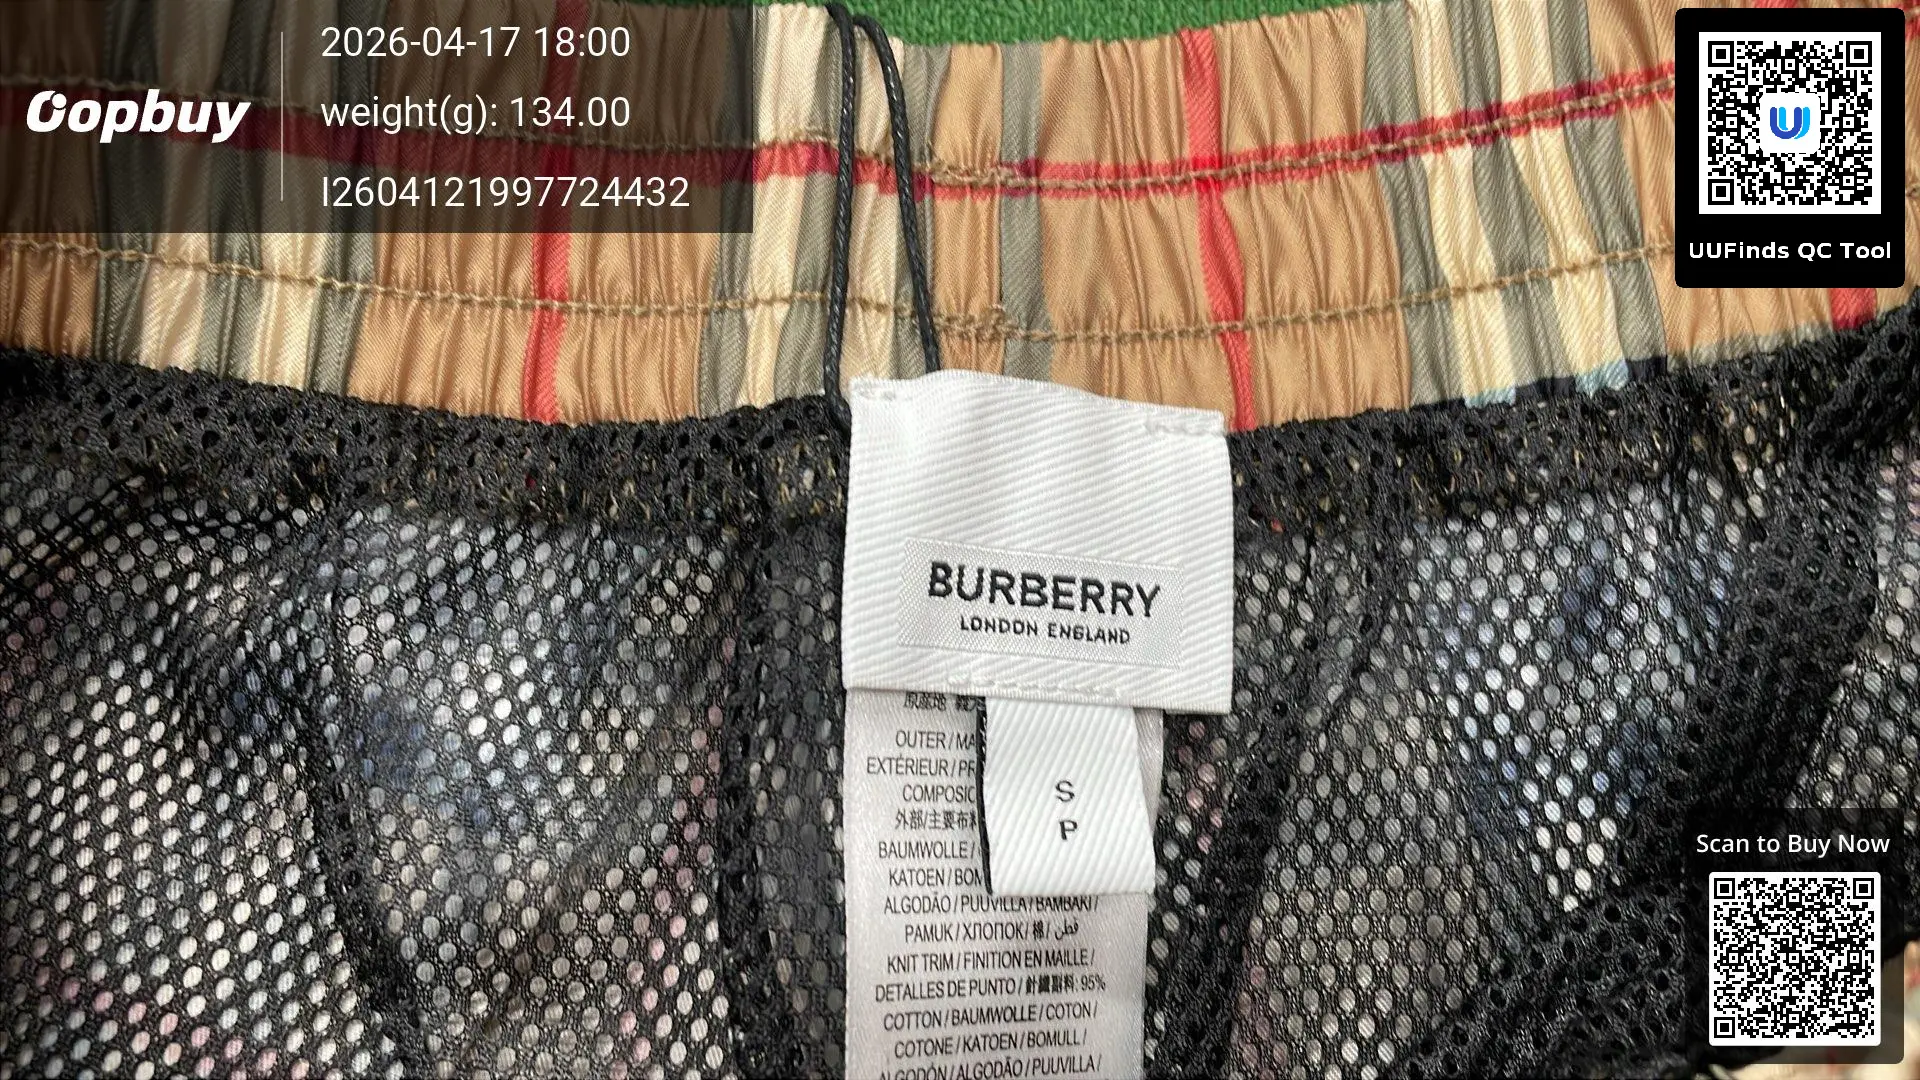 Oopbuy
2026-04-17 18:00
weight(g): 134.00
I2604121997724432
UUFinds QC Tool
BURBERRY
LONDON ENGLAND
S
P
OUTER / MA
EXTÉRIEUR / PR
COMPOSIC
外部/主要布料
BAUMWOLLE /
KATOEN / BOM
ALGODÃO / PUUVILLA / BAMBAKI /
PAMUK / ХЛОПОК / 棉 / قطن
KNIT TRIM / FINITION EN MAILLE /
DETALLES DE PUNTO / 針織副料: 95%
COTTON / BAUMWOLLE / COTON /
COTONE / KATOEN / BOMULL /
ALGODÓN / ALGODÃO / PUUVILLA /
Scan to Buy Now